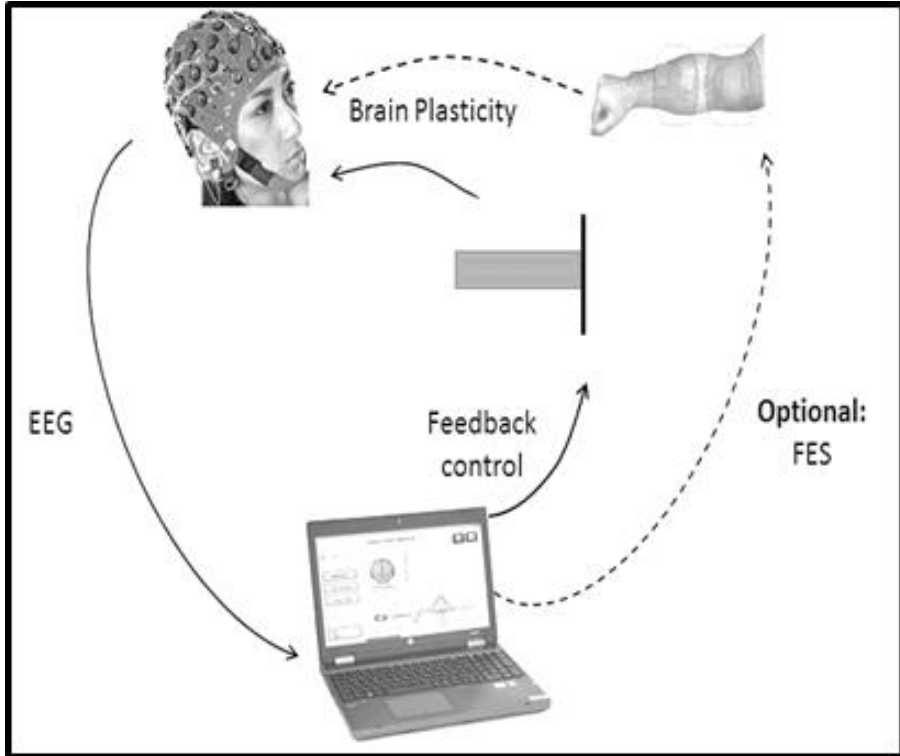 Brain Plasticity
EEG
Feedback
control
Optional:
FES